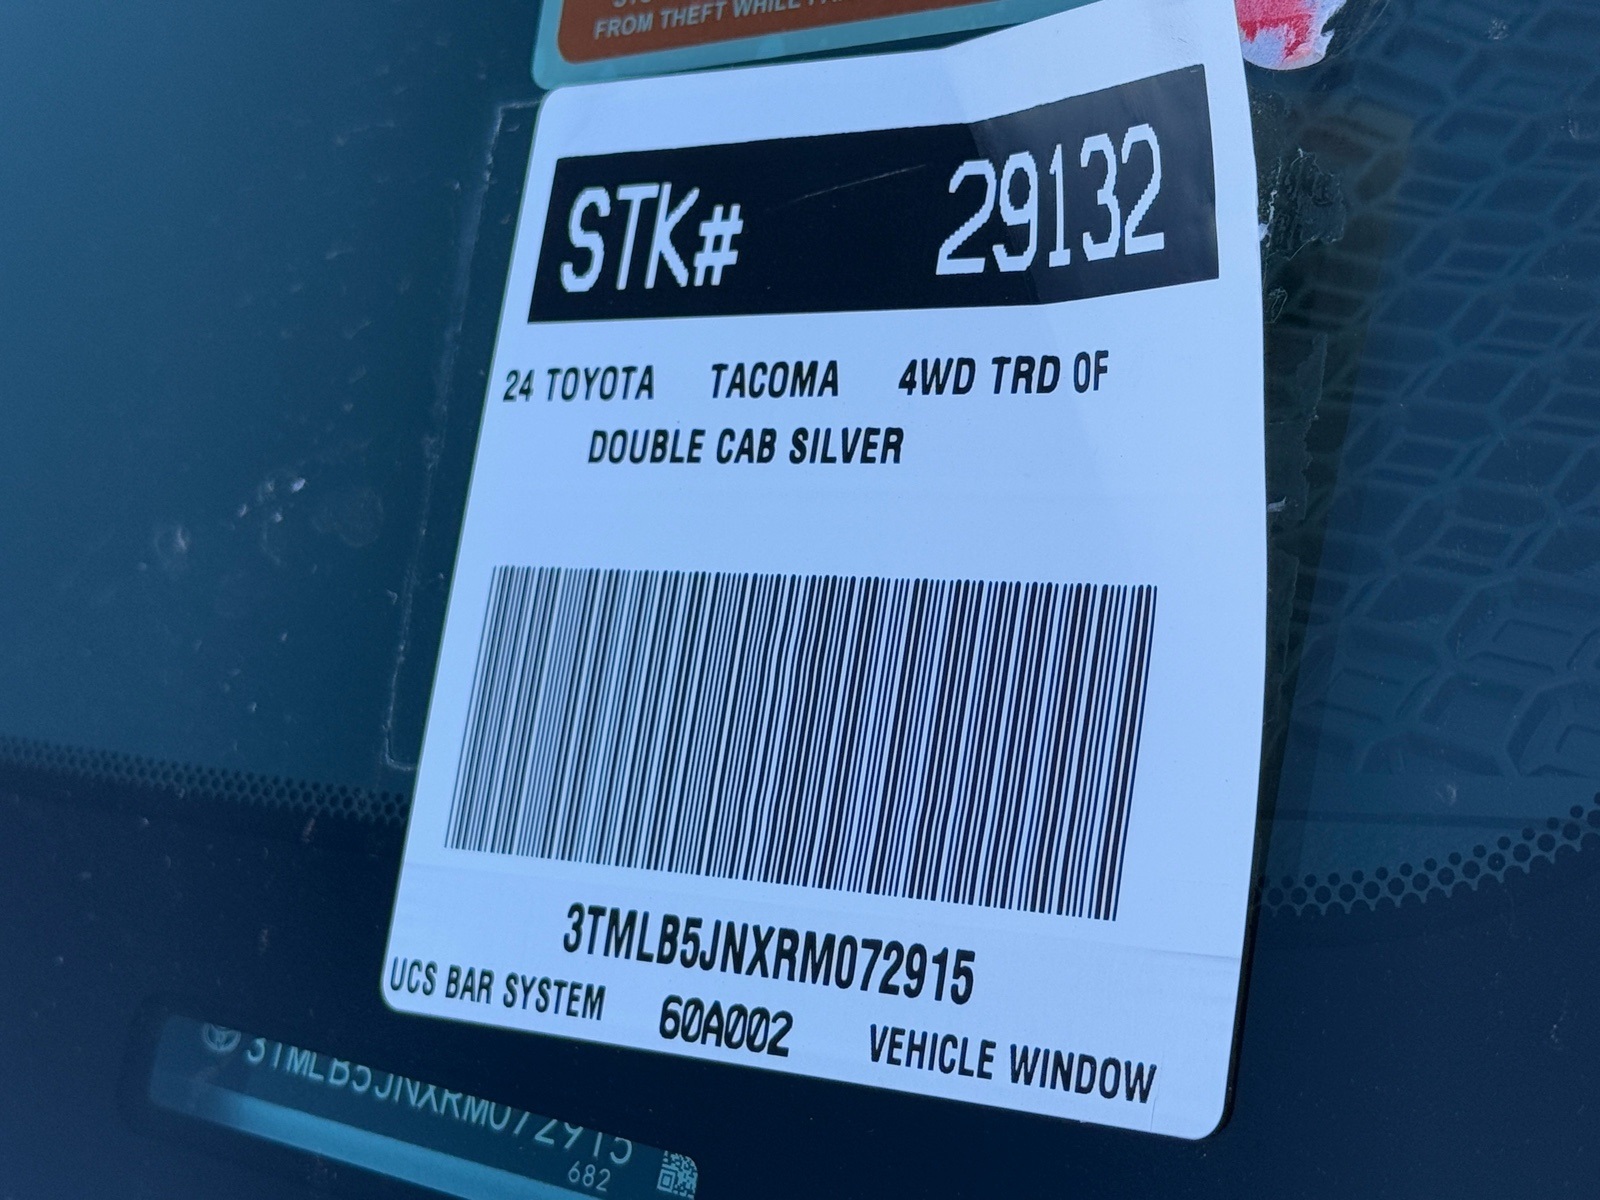 FROM THEFT WHILE
STK# 29132
24 TOYOTA TACOMA 4WD TRD OF
DOUBLE CAB SILVER
3TMLB5JNXRM072915
UCS BAR SYSTEM 60A002 VEHICLE WINDOW
3TMLB5JNXRM072915
682